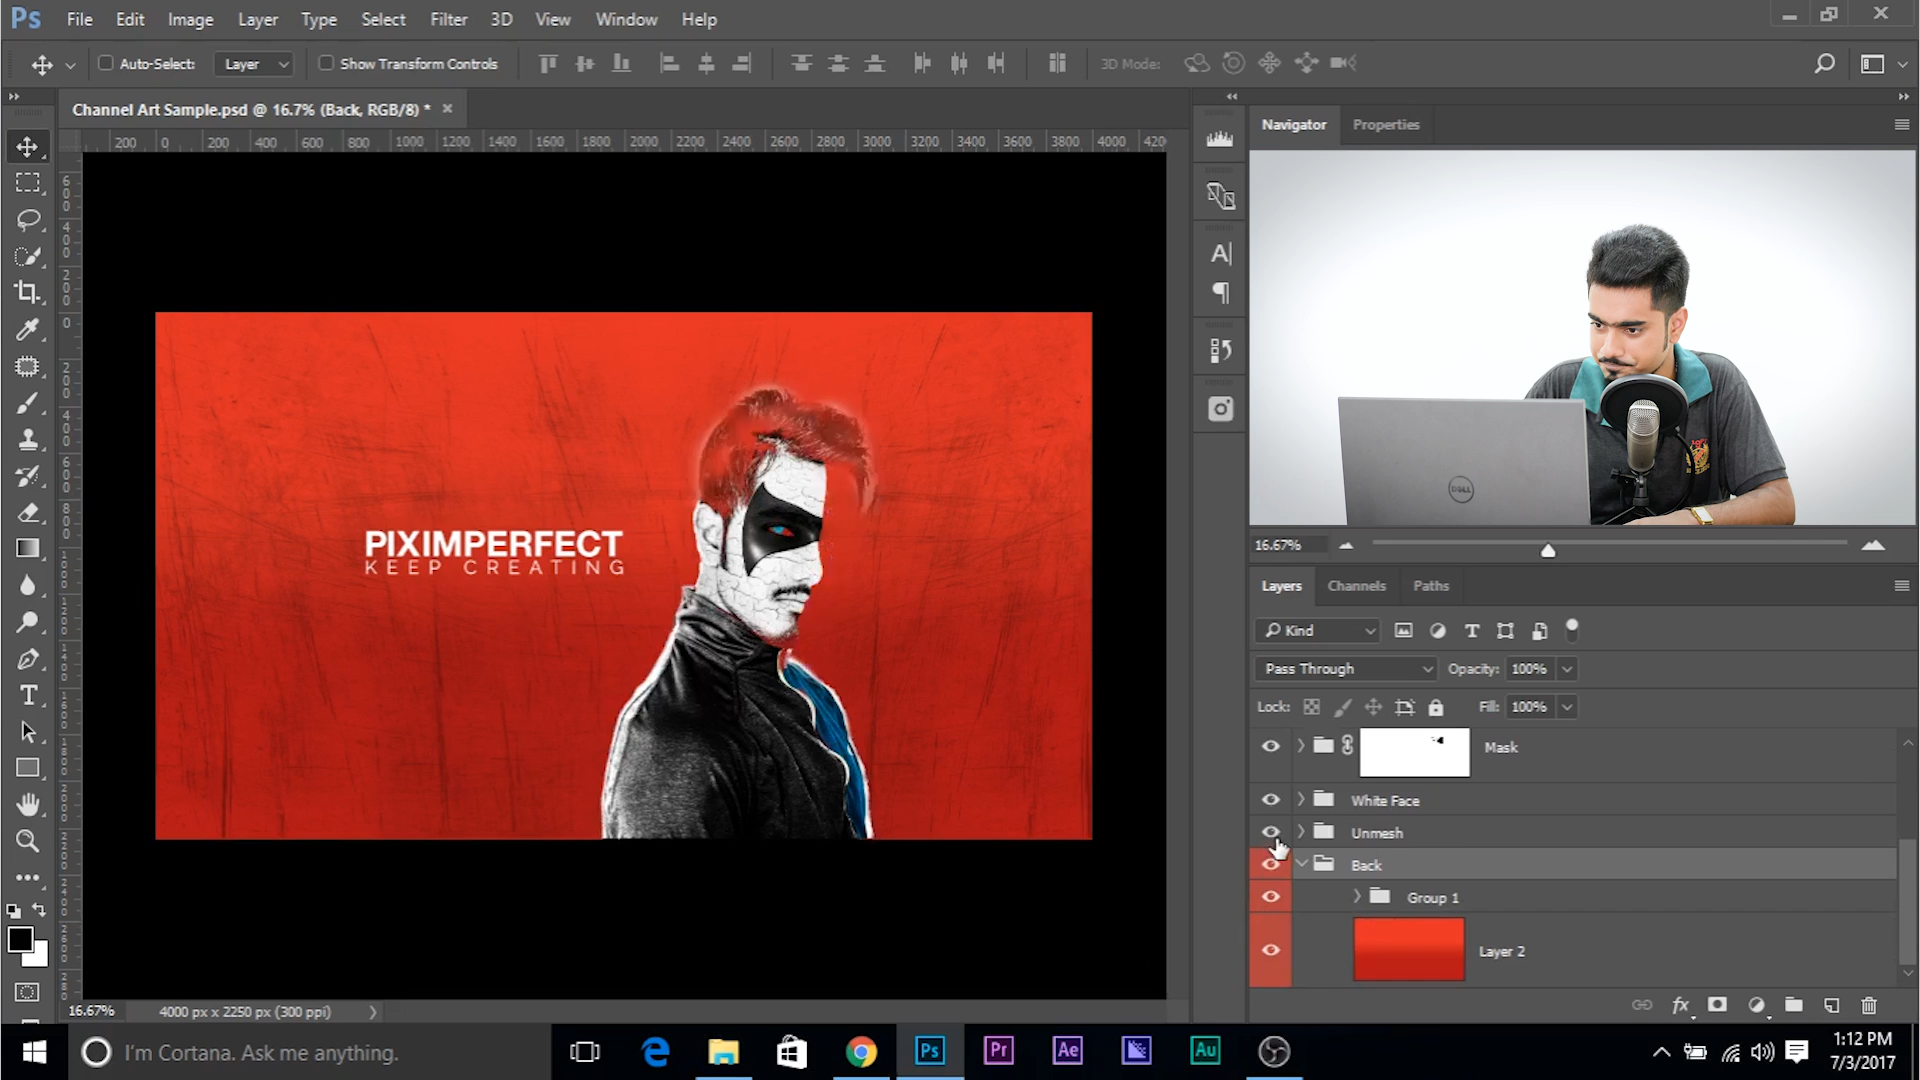 Ps File Edit Image Layer Type Select Filter 3D View Window Help
Auto-Select: Layer Show Transform Controls 3D Mode:
Channel Art Sample.psd @ 16.7% (Back, RGB/8) *
Navigator Properties
200 0 200 400 600 800 1000 1200 1400 1600 1800 2000 2200 2400 2600 2800 3000 3200 3400 3600 3800 4000 420
PIXIMPERFECT
KEEP CREATING
DELL
16.67%
Layers Channels Paths
Kind
Pass Through Opacity: 100%
Lock: Fill: 100%
Mask
White Face
Unmesh
Back
Group 1
Layer 2
fx
16.67% 4000 px x 2250 px (300 ppi)
I'm Cortana. Ask me anything.
Ps Pr Ae Au
1:12 PM
7/3/2017